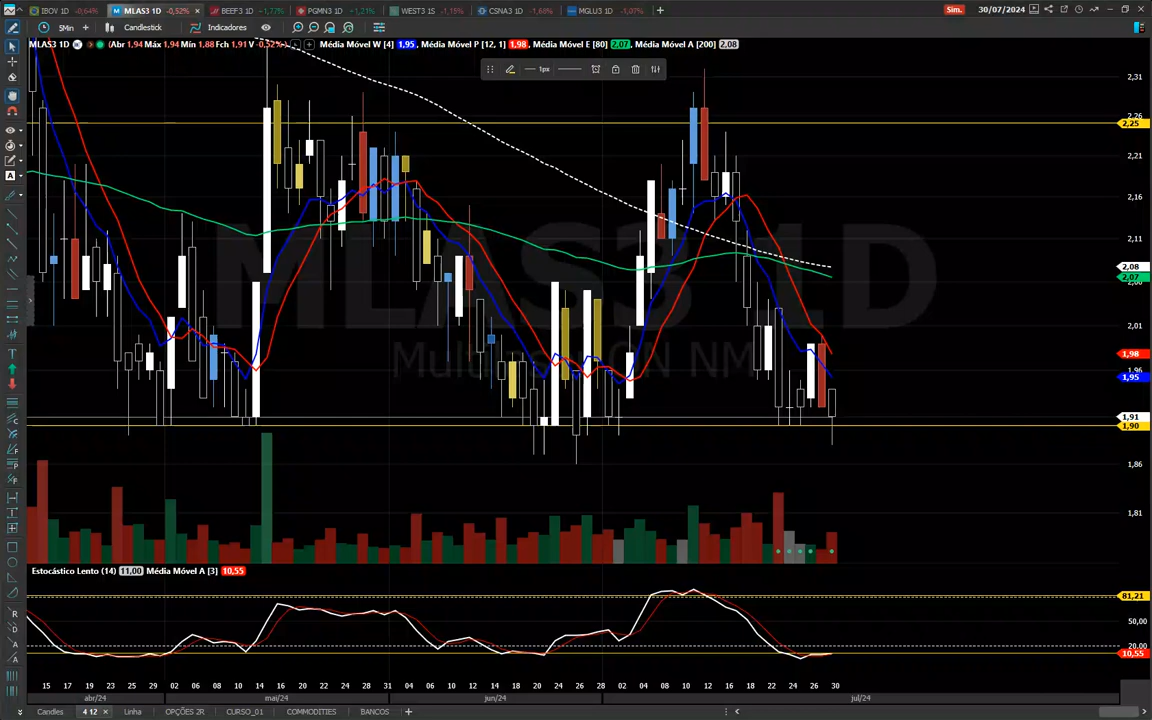 IBOV 1D -0,64%
MLAS3 1D -0,52% ×
BEEF3 1D -1,77%
PGMN3 1D -1,21%
WEST3 1S -1,15%
CSNA3 1D -1,68%
MGLU3 1D -1,07%
+
Sim. 30/07/2024
5Min + Candlestick Indicadores
MLAS3 1D (Abr 1,94 Máx 1,94 Mín 1,88 Fch 1,91 V -0,52%)
Média Móvel W [4] 1,95, Média Móvel P [12, 1] 1,98, Média Móvel E [80] 2,07, Média Móvel A [200] 2,08
1px
MLAS3 1D
2,31
2,25
2,21
2,16
2,11
2,08
2,07
2,01
1,98
1,96
1,95
1,91
1,90
1,86
1,81
Estocástico Lento (14) 11,00 Média Móvel A [3] 10,55
81,21
50,00
20,00
10,55
15 17 19 23 25 29 02 06 08 10 14 16 20 22 24 28 31 04 06 10 12 14 18 20 24 26 28 02 04 08 10 12 16 18 22 24 26 30
abr/24 mai/24 jun/24 jul/24
Candles 4 12 × Linha OPÇÕES 2R CURSO_01 COMMODITIES BANCOS +